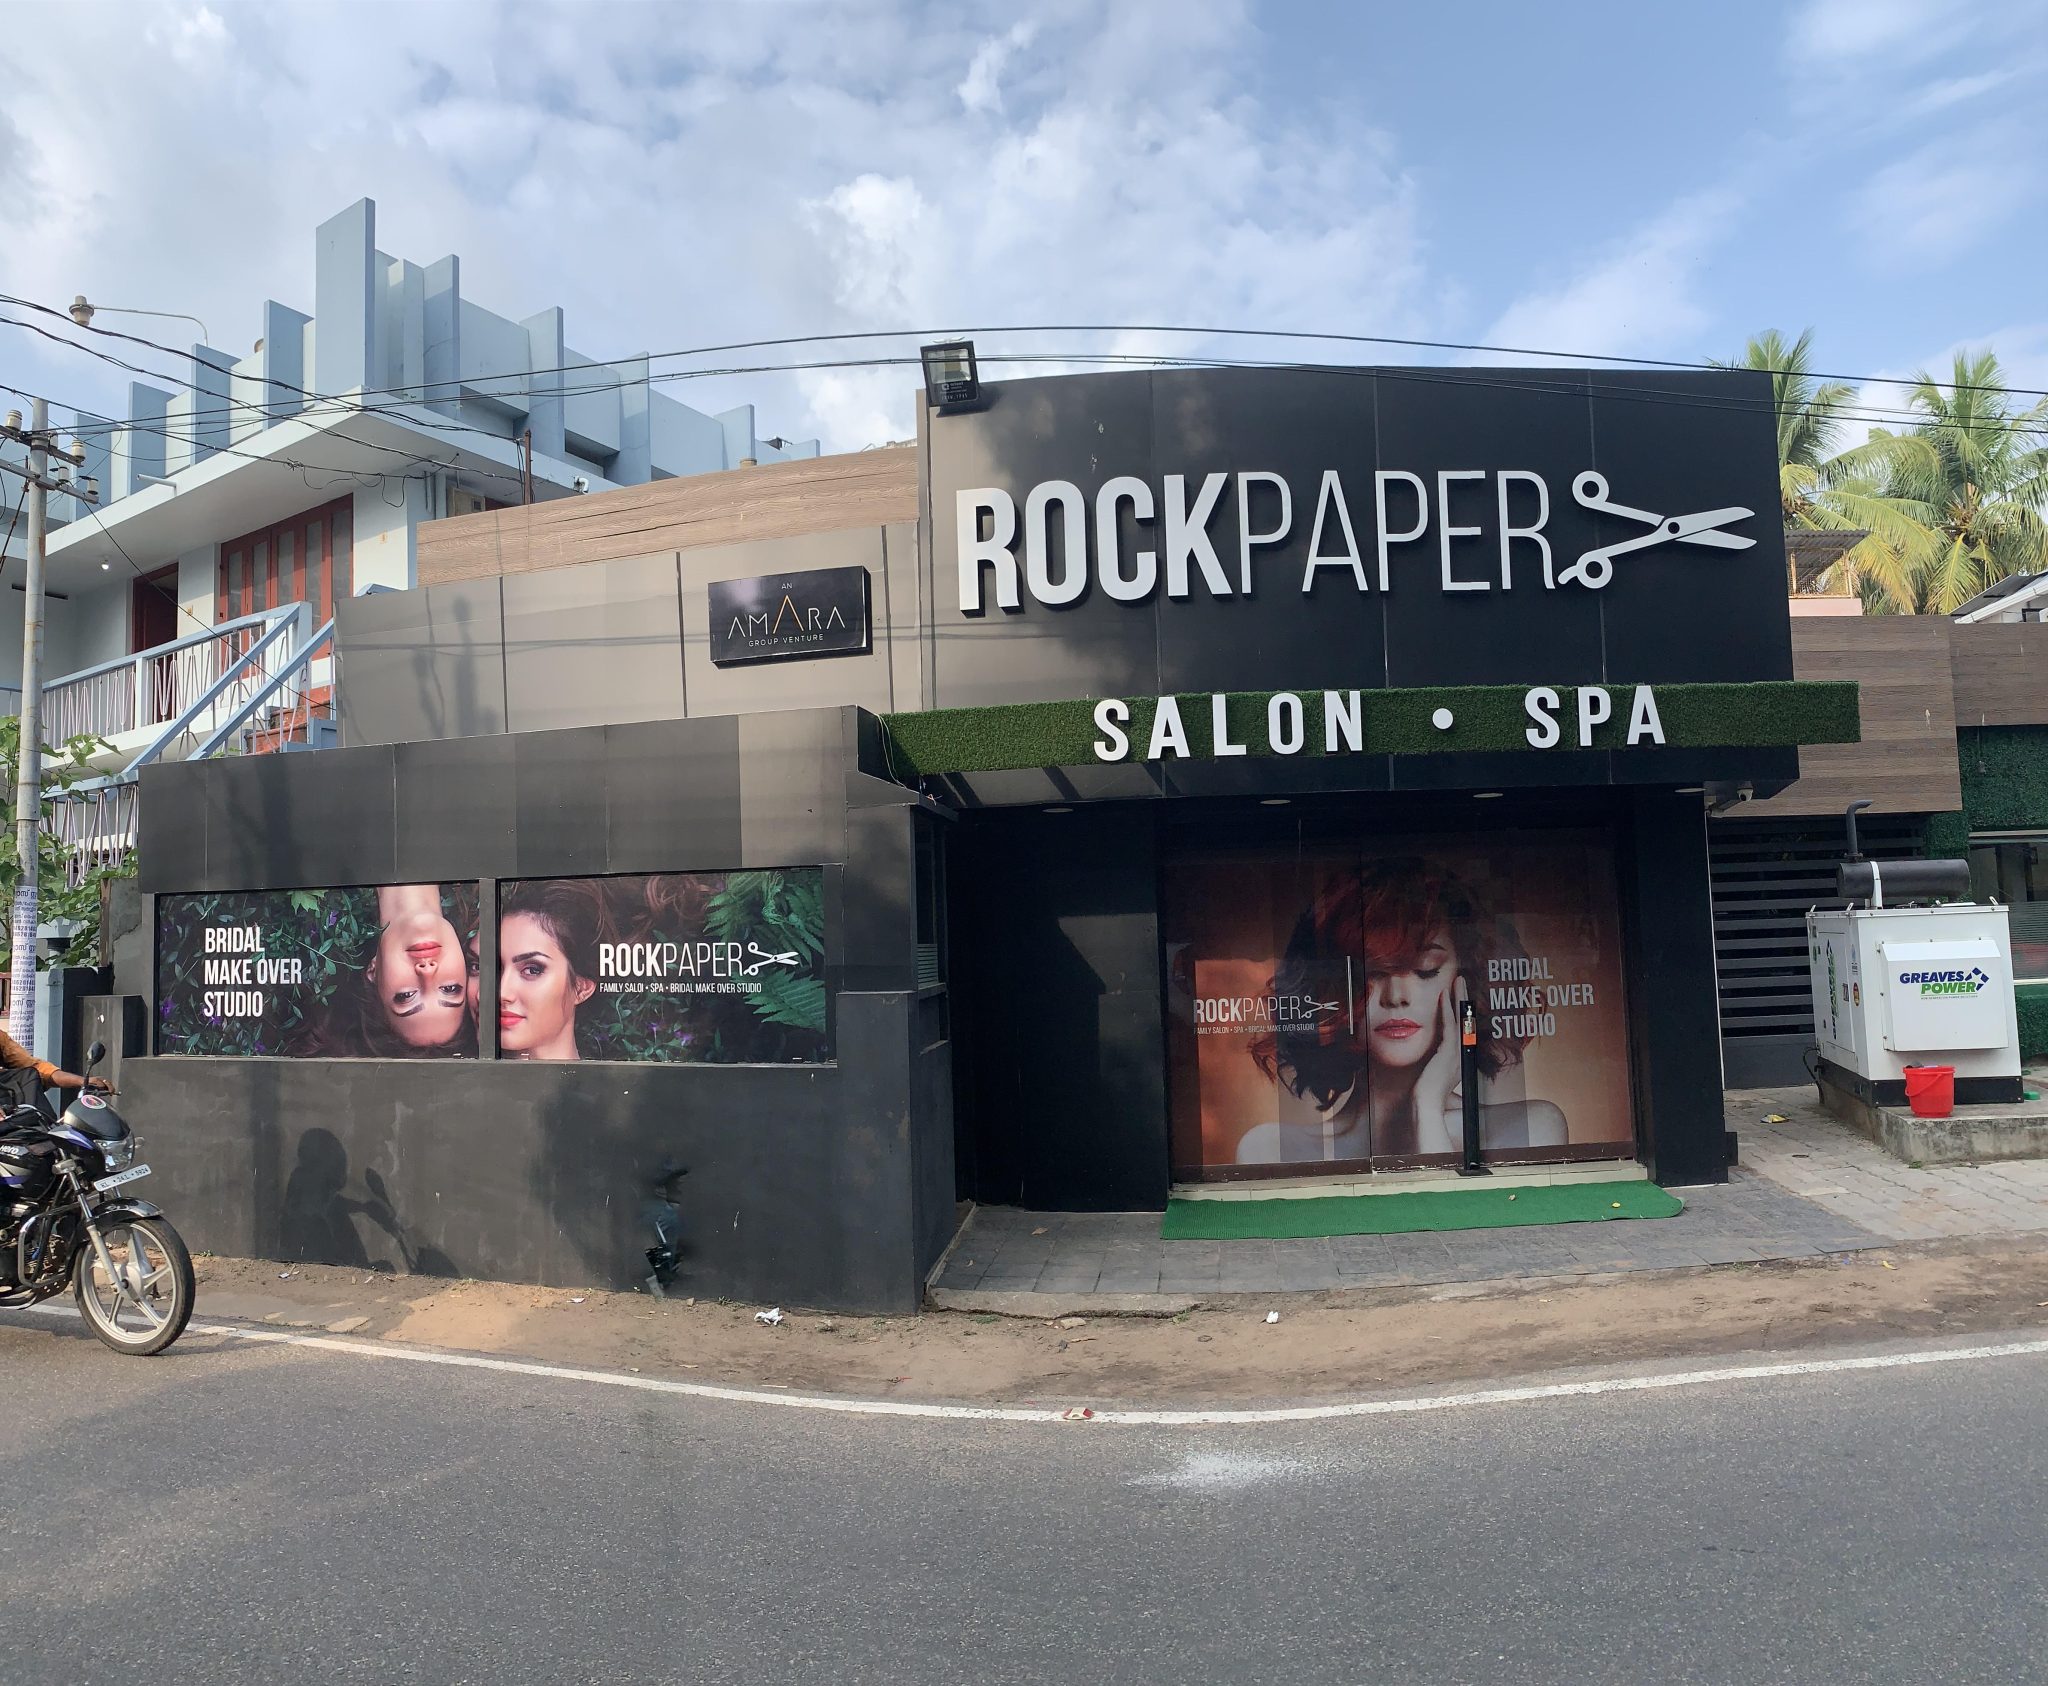 ROCKPAPER
SALON • SPA
AN
AMARA
GROUP VENTURE
BRIDAL
MAKE OVER
STUDIO
ROCKPAPER
FAMILY SALOI • SPA • BRIDAL MAKE OVER STUDIO
ROCKPAPER
FAMILY SALON • SPA • BRIDAL MAKE OVER STUDIO
BRIDAL
MAKE OVER
STUDIO
GREAVES
POWER